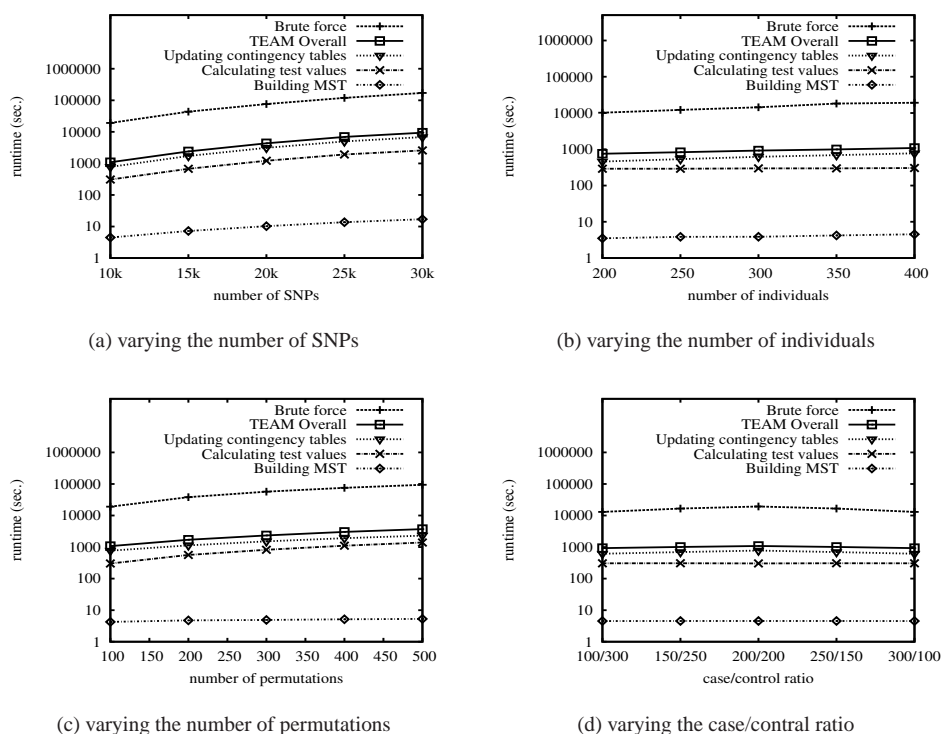 Brute force
TEAM Overall
Updating contingency tables
Calculating test values
Building MST
1000000
100000
10000
1000
100
10
1
runtime (sec.)
10k 15k 20k 25k 30k
number of SNPs
(a) varying the number of SNPs
Brute force
TEAM Overall
Updating contingency tables
Calculating test values
Building MST
1000000
100000
10000
1000
100
10
1
runtime (sec.)
200 250 300 350 400
number of individuals
(b) varying the number of individuals
Brute force
TEAM Overall
Updating contingency tables
Calculating test values
Building MST
1000000
100000
10000
1000
100
10
1
runtime (sec.)
100 150 200 250 300 350 400 450 500
number of permutations
(c) varying the number of permutations
Brute force
TEAM Overall
Updating contingency tables
Calculating test values
Building MST
1000000
100000
10000
1000
100
10
1
runtime (sec.)
100/300 150/250 200/200 250/150 300/100
case/control ratio
(d) varying the case/contral ratio